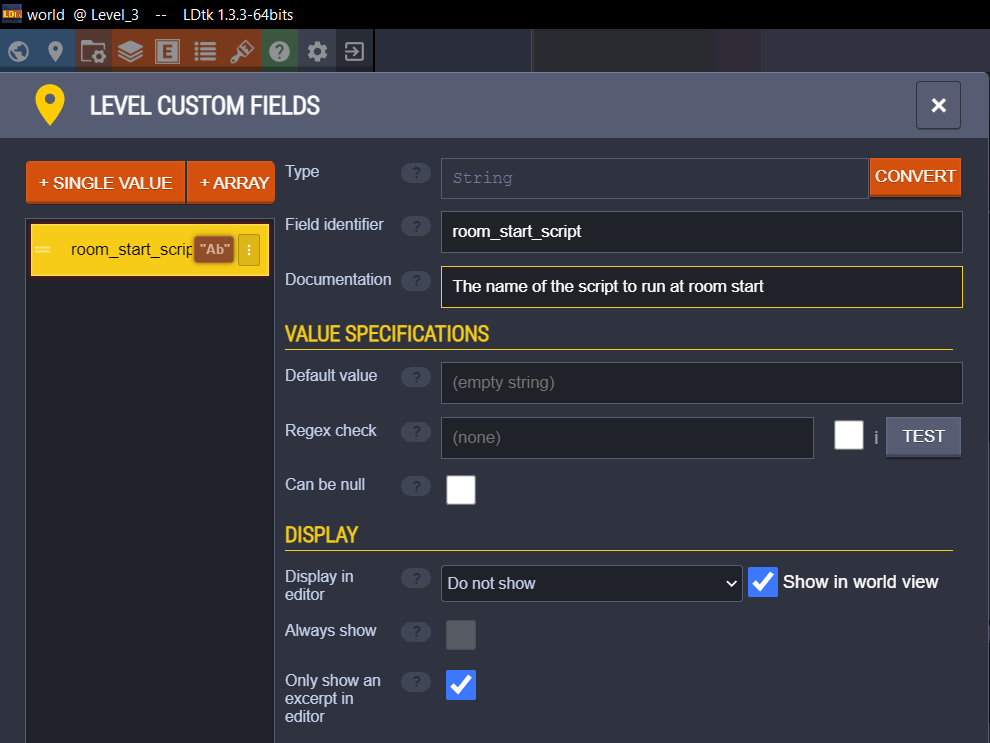 world @ Level_3 -- LDtk 1.3.3-64bits
E ?
LEVEL CUSTOM FIELDS
+ SINGLE VALUE + ARRAY
room_start_scrip "Ab"
Type ? String CONVERT
Field identifier ? room_start_script
Documentation ? The name of the script to run at room start
VALUE SPECIFICATIONS
Default value ? (empty string)
Regex check ? (none) i TEST
Can be null ?
DISPLAY
Display in
editor ? Do not show Show in world view
Always show ?
Only show an
excerpt in
editor ?